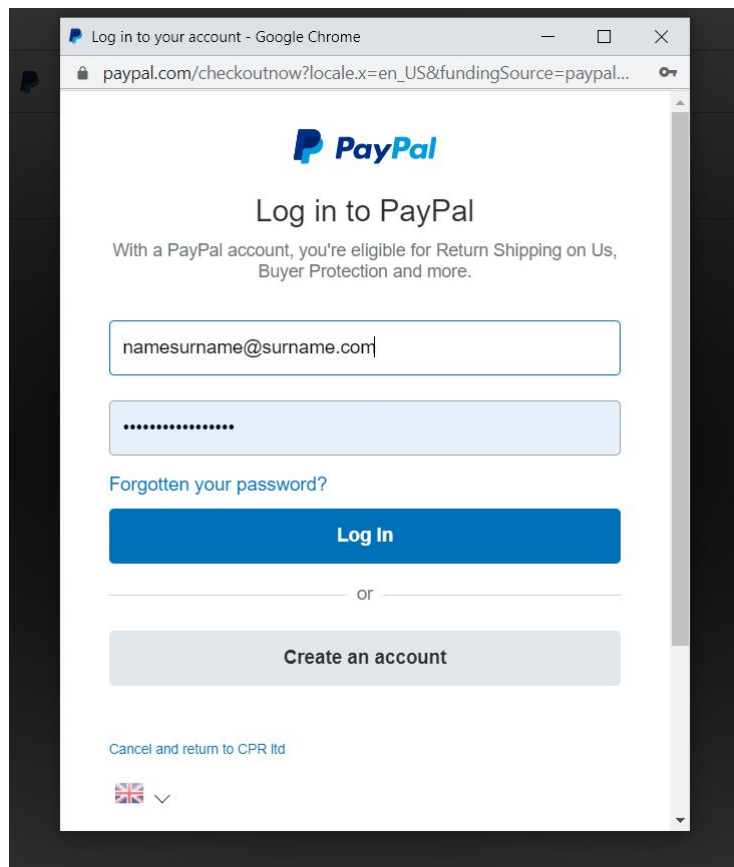 Log in to your account - Google Chrome
paypal.com/checkoutnow?locale.x=en_US&fundingSource=paypal...
PayPal
Log in to PayPal
With a PayPal account, you're eligible for Return Shipping on Us,
Buyer Protection and more.
namesurname@surname.com
•••••••••••••••••
Forgotten your password?
Log In
or
Create an account
Cancel and return to CPR ltd